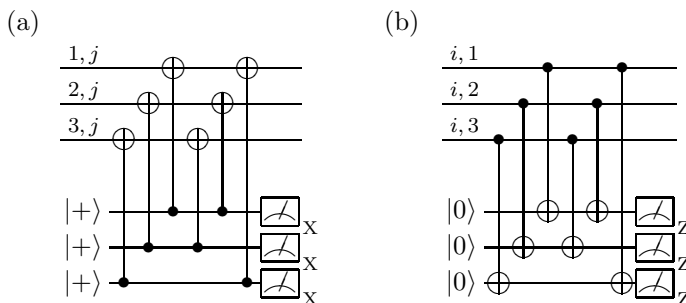 (a) (b)
1, j i, 1
2, j i, 2
3, j i, 3
|+⟩ X |0⟩ Z
|+⟩ X |0⟩ Z
|+⟩ X |0⟩ Z